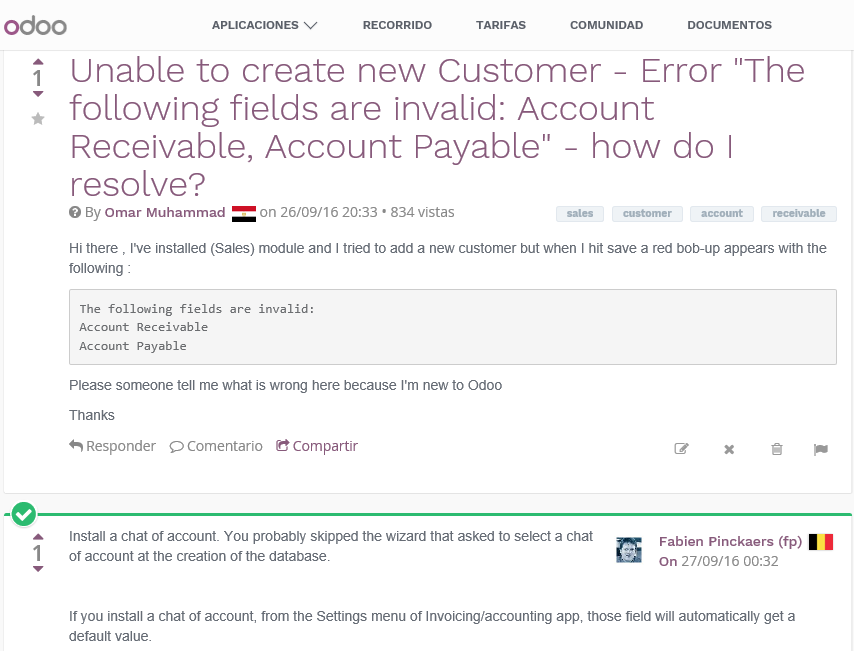 odoo
APLICACIONES
RECORRIDO
TARIFAS
COMUNIDAD
DOCUMENTOS
1
Unable to create new Customer - Error "The
following fields are invalid: Account
Receivable, Account Payable" - how do I
resolve?
By Omar Muhammad on 26/09/16 20:33 • 834 vistas
sales customer account receivable
Hi there , I've installed (Sales) module and I tried to add a new customer but when I hit save a red bob-up appears with the
following :
The following fields are invalid:
Account Receivable
Account Payable
Please someone tell me what is wrong here because I'm new to Odoo
Thanks
Responder Comentario Compartir
1
Install a chat of account. You probably skipped the wizard that asked to select a chat
of account at the creation of the database.
Fabien Pinckaers (fp)
On 27/09/16 00:32
If you install a chat of account, from the Settings menu of Invoicing/accounting app, those field will automatically get a
default value.